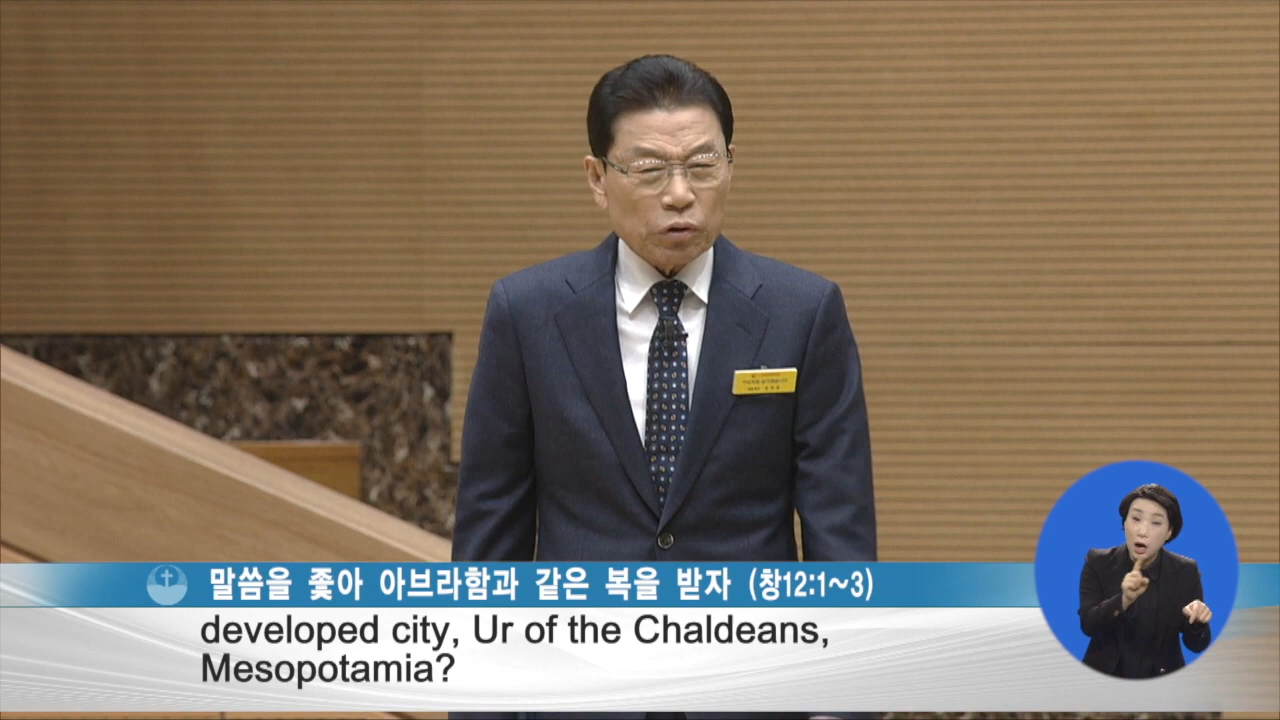 말씀을 좇아 아브라함과 같은 복을 받자 (창12:1~3)
developed city, Ur of the Chaldeans,
Mesopotamia?